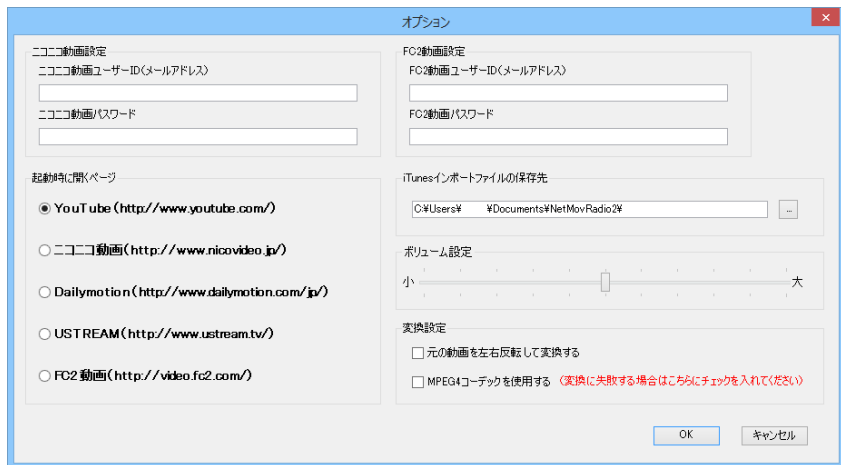 オプション
ニコニコ動画設定
ニコニコ動画ユーザーID(メールアドレス)
ニコニコ動画パスワード
FC2動画設定
FC2動画ユーザーID(メールアドレス)
FC2動画パスワード
起動時に開くページ
YouTube(http://www.youtube.com/)
ニコニコ動画(http://www.nicovideo.jp/)
Dailymotion(http://www.dailymotion.com/jp/)
USTREAM(http://www.ustream.tv/)
FC2動画(http://video.fc2.com/)
iTunesインポートファイルの保存先
C:¥Users¥ ¥Documents¥NetMovRadio2¥
...
ボリューム設定
小 大
変換設定
元の動画を左右反転して変換する
MPEG4コーデックを使用する (変換に失敗する場合はこちらにチェックを入れてください)
OK キャンセル